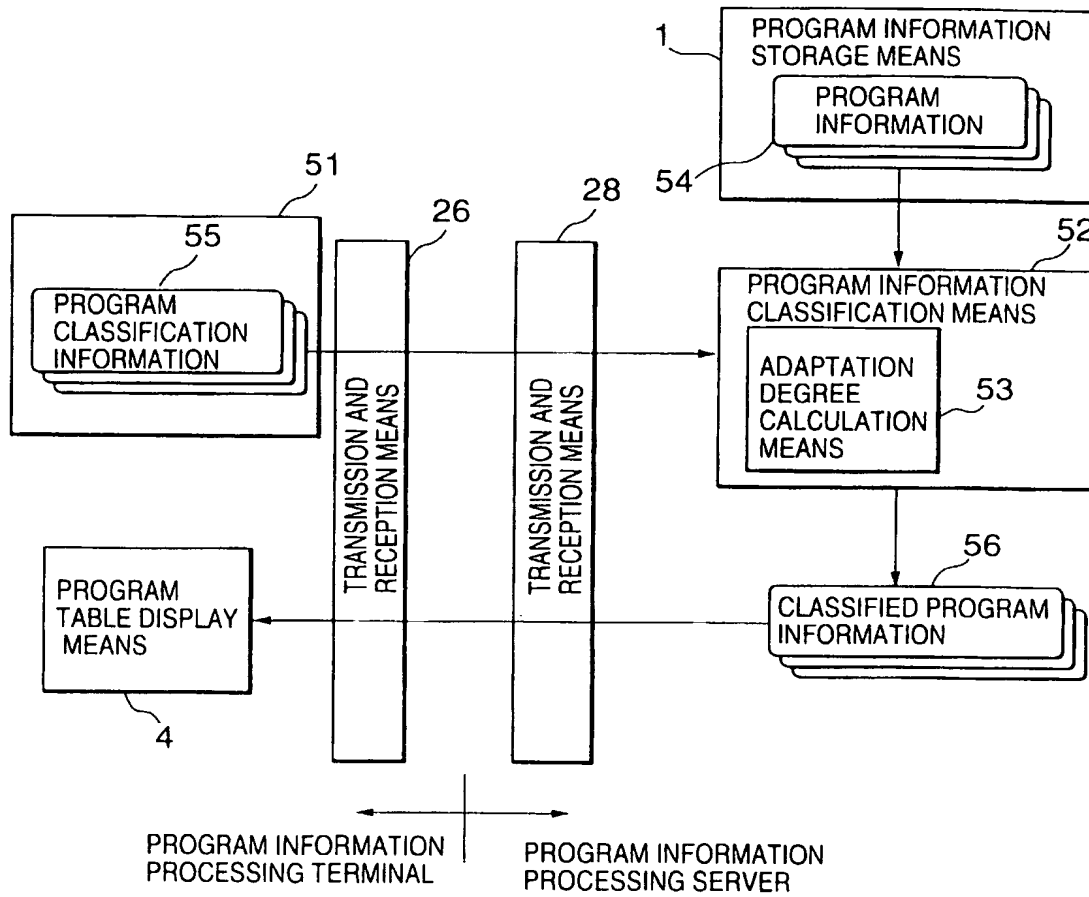 1
PROGRAM INFORMATION
STORAGE MEANS
PROGRAM
INFORMATION
54
51
55
PROGRAM
CLASSIFICATION
INFORMATION
26
28
TRANSMISSION AND
RECEPTION MEANS
TRANSMISSION AND
RECEPTION MEANS
52
PROGRAM INFORMATION
CLASSIFICATION MEANS
ADAPTATION
DEGREE
CALCULATION
MEANS
53
PROGRAM
TABLE DISPLAY
MEANS
4
56
CLASSIFIED PROGRAM
INFORMATION
PROGRAM INFORMATION
PROCESSING TERMINAL
PROGRAM INFORMATION
PROCESSING SERVER